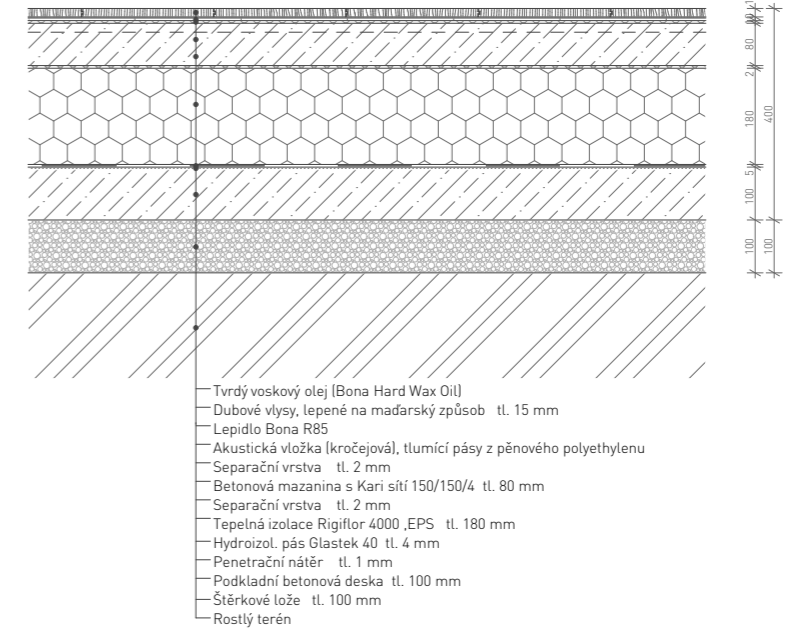 80
2
180
400
5
100
100
100
Tvrdý voskový olej (Bona Hard Wax Oil)
Dubové vlysy, lepené na maďarský způsob tl. 15 mm
Lepidlo Bona R85
Akustická vložka (kročejová), tlumící pásy z pěnového polyethylenu
Separační vrstva tl. 2 mm
Betonová mazanina s Kari sítí 150/150/4 tl. 80 mm
Separační vrstva tl. 2 mm
Tepelná izolace Rigiflor 4000 ,EPS tl. 180 mm
Hydroizol. pás Glastek 40 tl. 4 mm
Penetrační nátěr tl. 1 mm
Podkladní betonová deska tl. 100 mm
Štěrkové lože tl. 100 mm
Rostlý terén